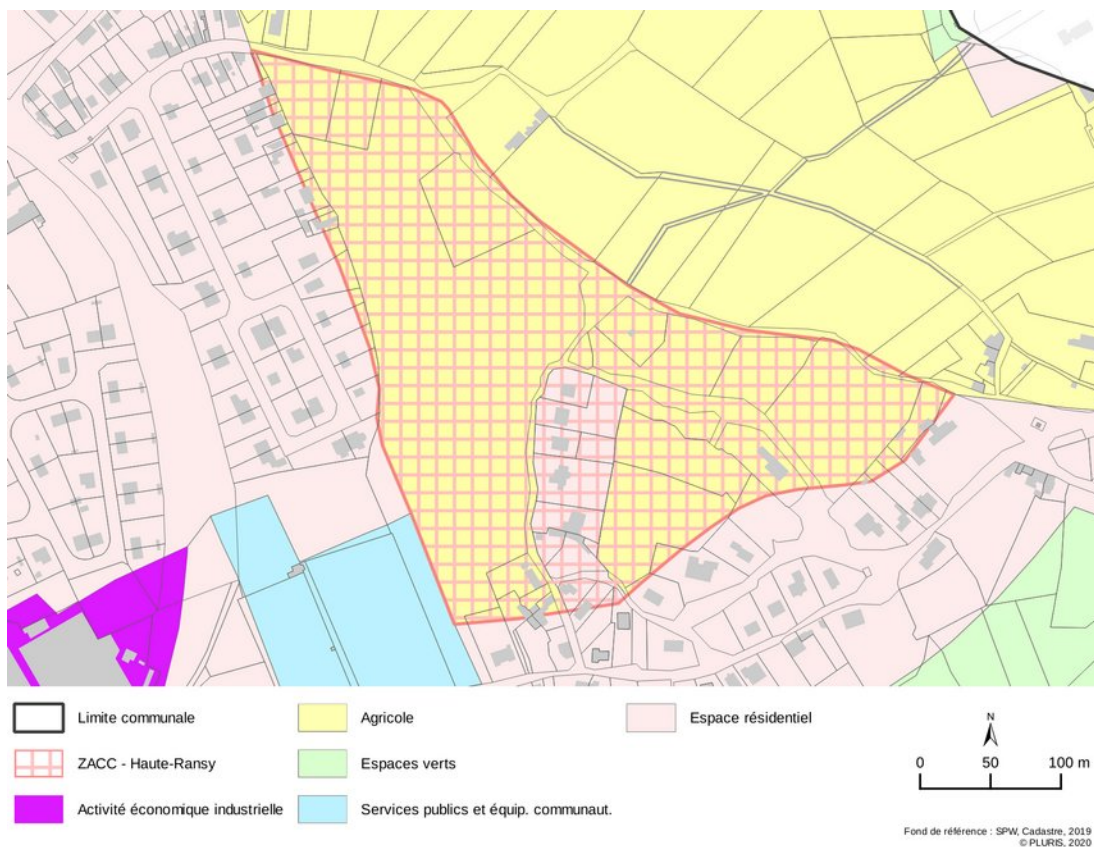 Limite communale
Agricole
Espace résidentiel
ZACC - Haute-Ransy
Espaces verts
Activité économique industrielle
Services publics et équip. communaut.
N
0 50 100 m
Fond de référence : SPW, Cadastre, 2019
© PLURIS, 2020